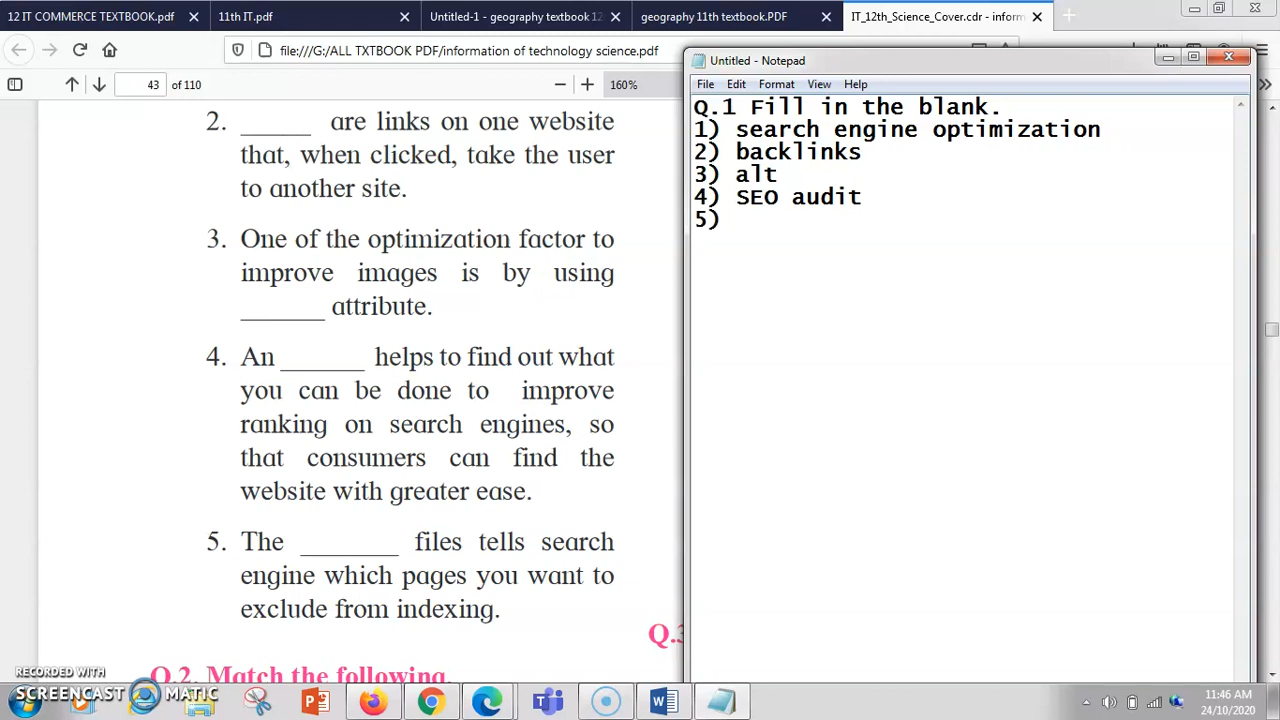 12 IT COMMERCE TEXTBOOK.pdf
11th IT.pdf
Untitled-1 - geography textbook 12
geography 11th textbook.PDF
IT_12th_Science_Cover.cdr - inform
file:///G:/ALL TXTBOOK PDF/information of technology science.pdf
43 of 110
160%
2. _____ are links on one website
that, when clicked, take the user
to another site.
3. One of the optimization factor to
improve images is by using
______ attribute.
4. An ______ helps to find out what
you can be done to improve
ranking on search engines, so
that consumers can find the
website with greater ease.
5. The _______ files tells search
engine which pages you want to
exclude from indexing.
Q.3
Q.2. Match the following.
Untitled - Notepad
File Edit Format View Help
Q.1 Fill in the blank.
1) search engine optimization
2) backlinks
3) alt
4) SEO audit
5)
RECORDED WITH
SCREENCAST MATIC
11:46 AM
24/10/2020